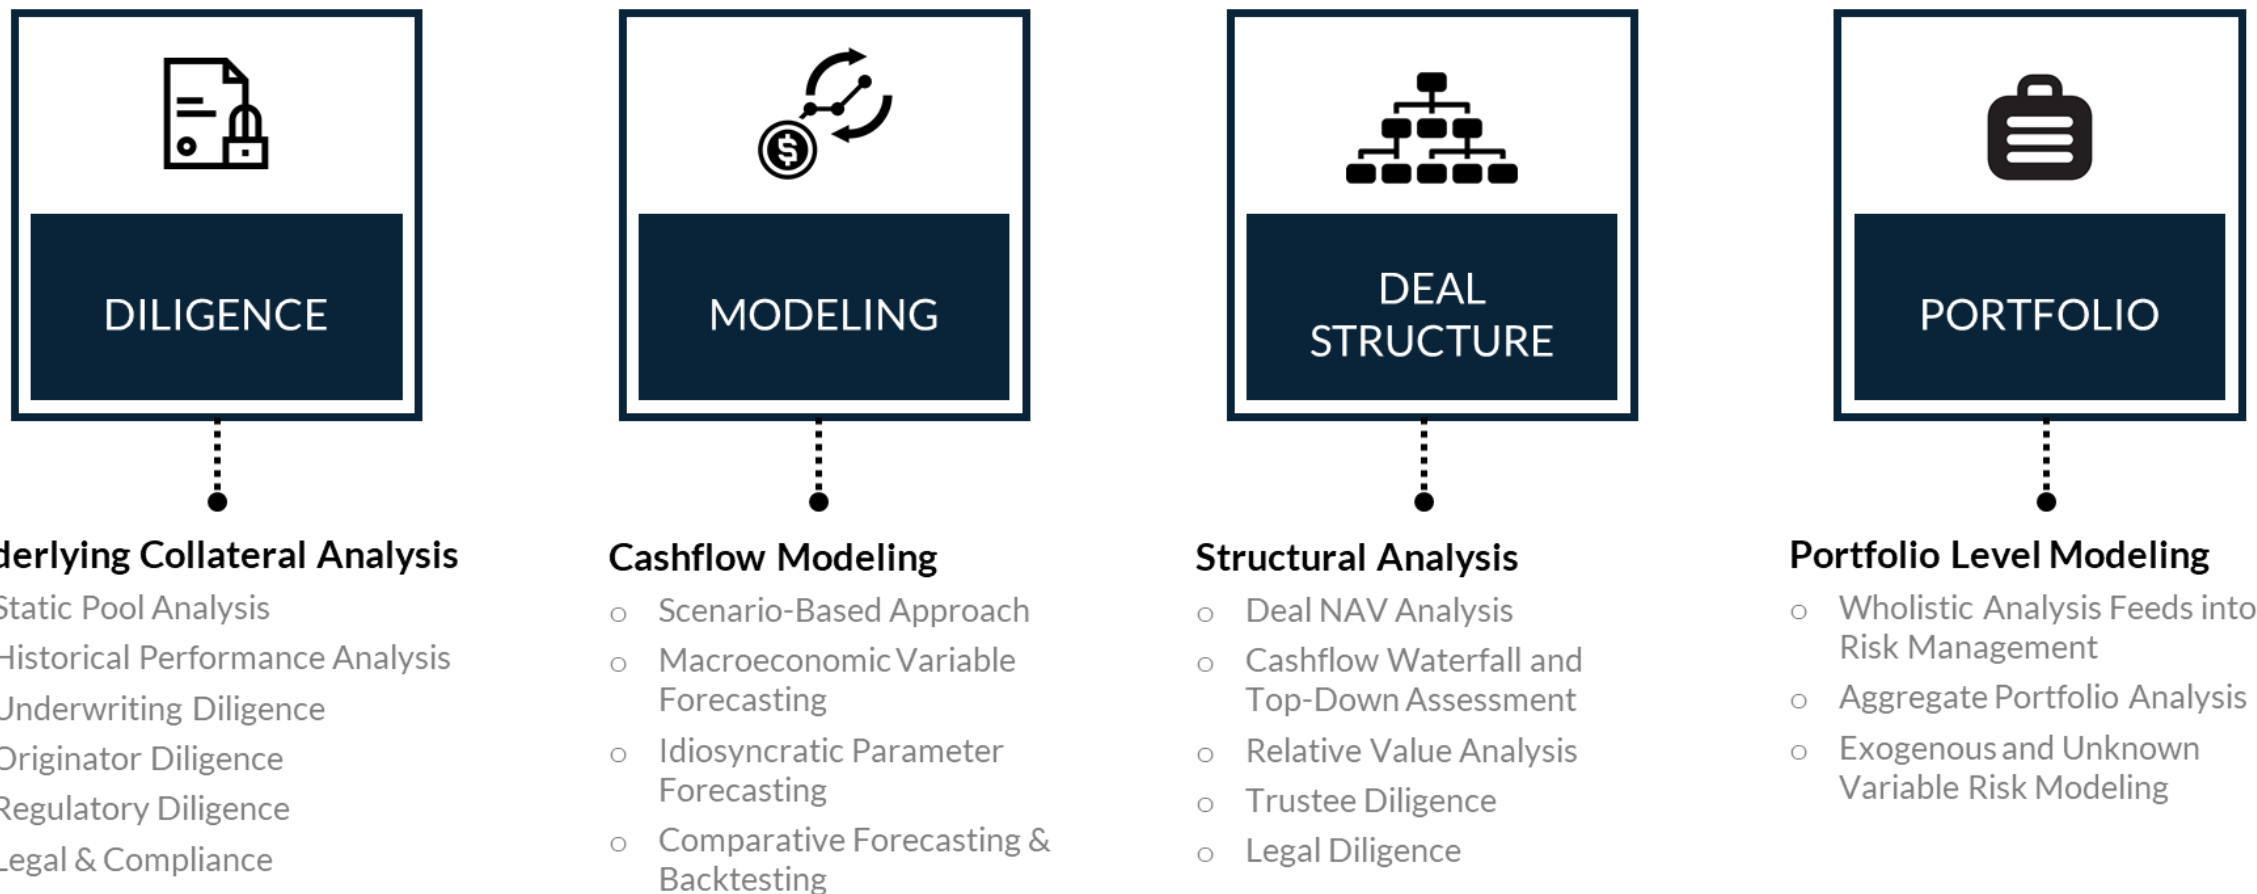 DILIGENCE
MODELING
DEAL
STRUCTURE
PORTFOLIO
derlying Collateral Analysis
Static Pool Analysis
Historical Performance Analysis
Underwriting Diligence
Originator Diligence
Regulatory Diligence
Legal & Compliance
Cashflow Modeling
Scenario-Based Approach
Macroeconomic Variable
Forecasting
Idiosyncratic Parameter
Forecasting
Comparative Forecasting &
Backtesting
Structural Analysis
Deal NAV Analysis
Cashflow Waterfall and
Top-Down Assessment
Relative Value Analysis
Trustee Diligence
Legal Diligence
Portfolio Level Modeling
Wholistic Analysis Feeds into
Risk Management
Aggregate Portfolio Analysis
Exogenous and Unknown
Variable Risk Modeling